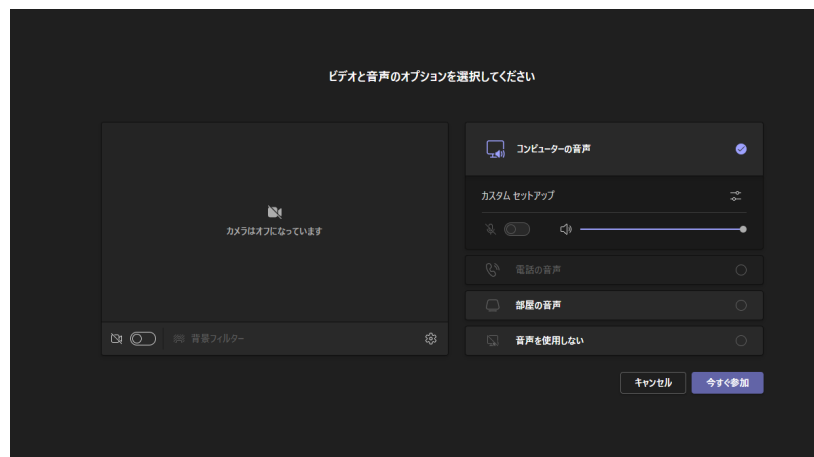 ビデオと音声のオプションを選択してください
コンピューターの音声
カスタム セットアップ
カメラはオフになっています
電話の音声
部屋の音声
背景フィルター
音声を使用しない
キャンセル
今すぐ参加